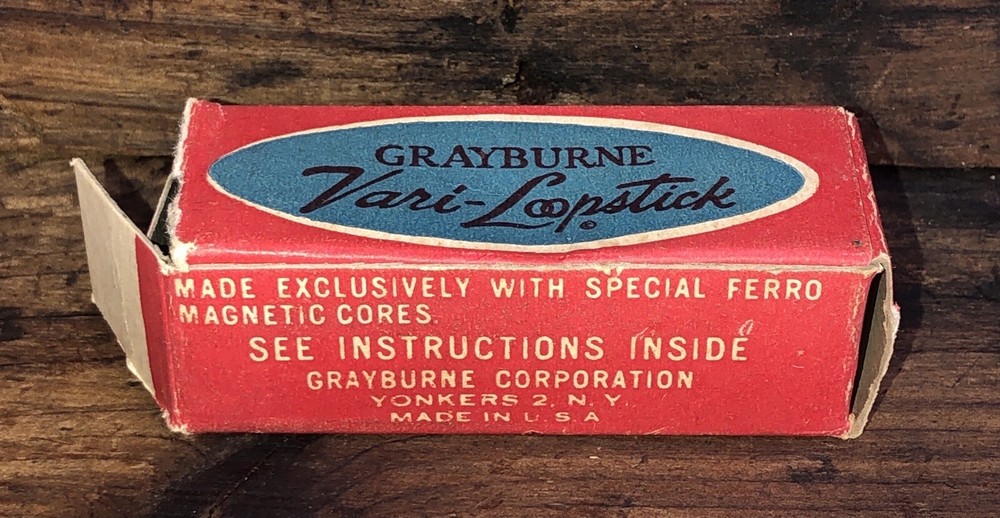 GRAYBURNE
Vari-Loopstick ©
MADE EXCLUSIVELY WITH SPECIAL FERRO
MAGNETIC CORES.
SEE INSTRUCTIONS INSIDE
GRAYBURNE CORPORATION
YONKERS 2, N.Y.
MADE IN U.S.A